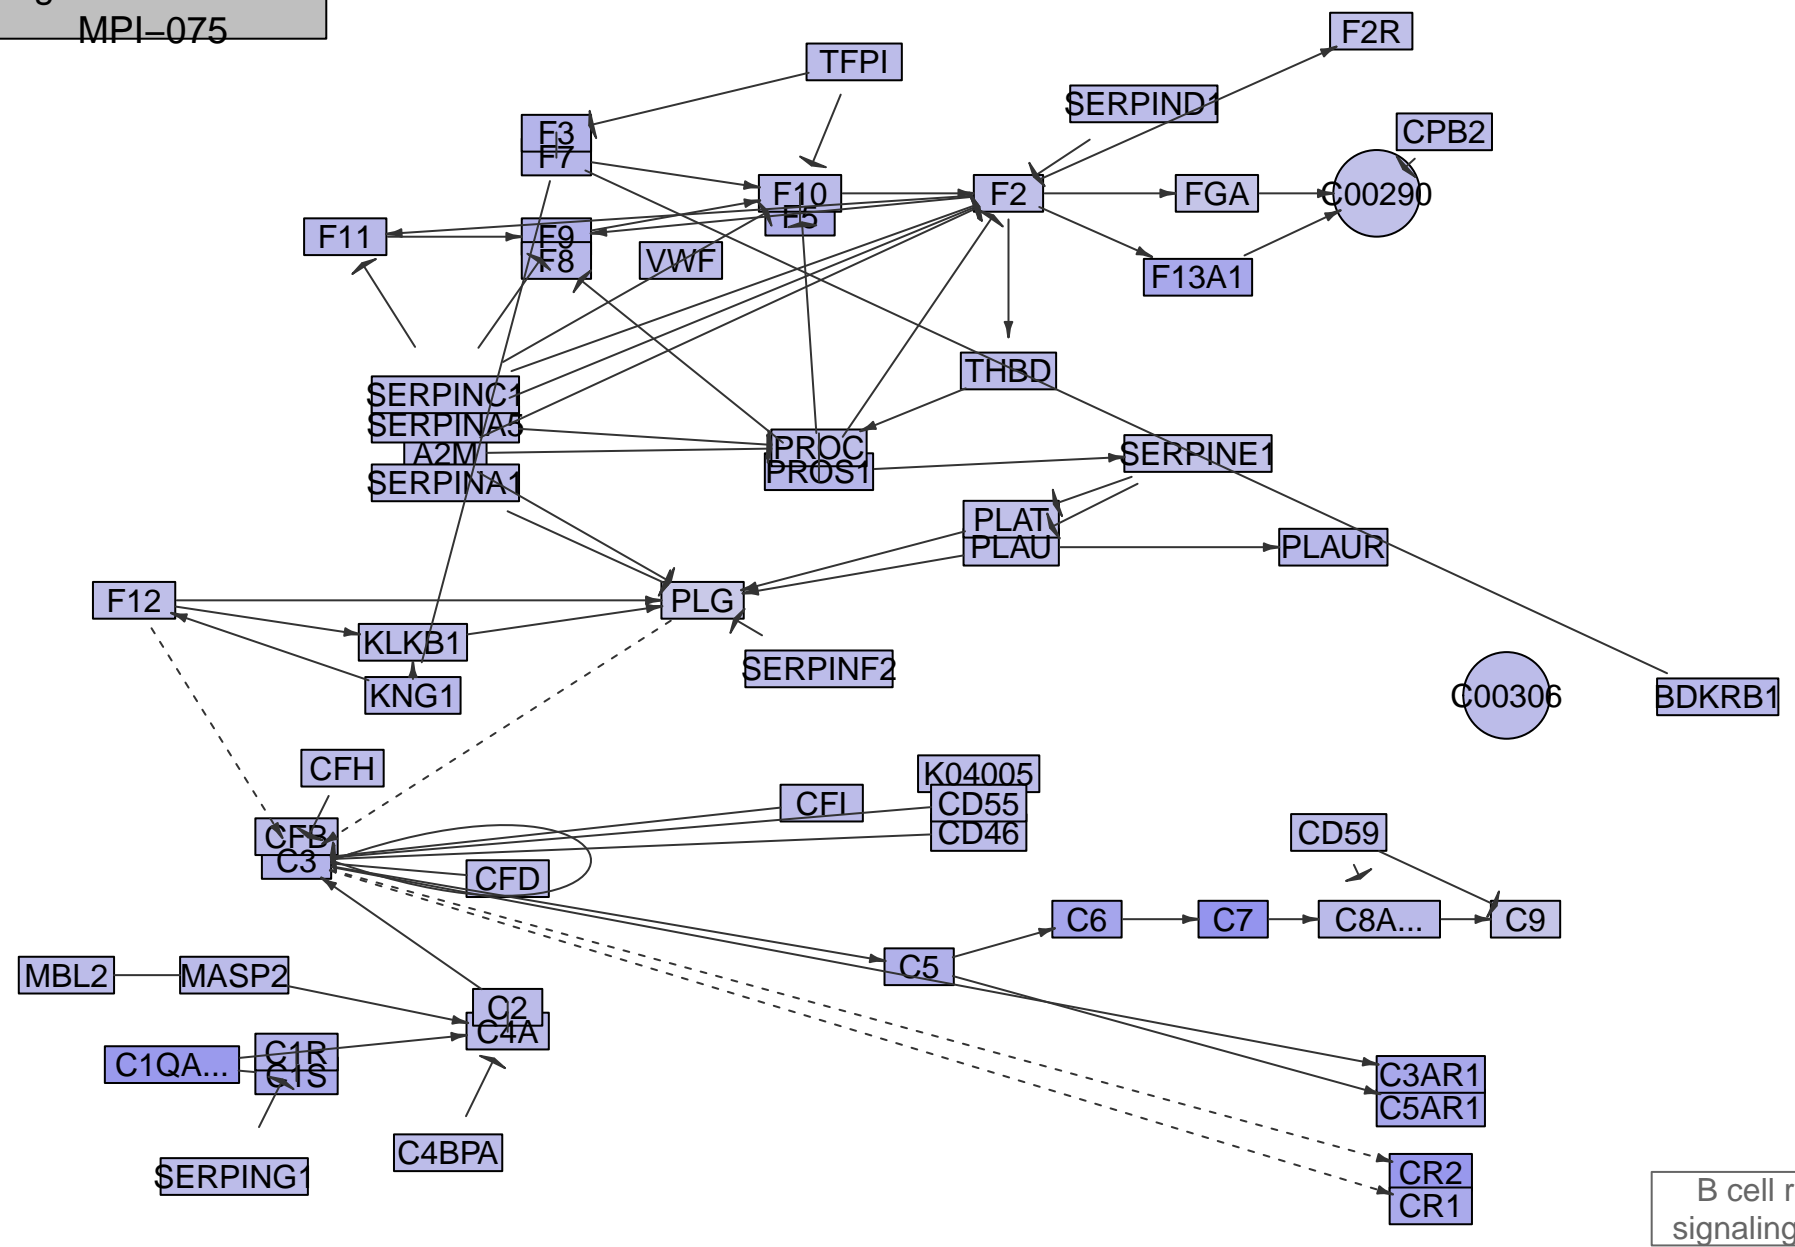 MPI–075
F2R
TFPI
SERPIND1
CPB2
F3
F7
F10
F5
F2
FGA
C00290
F11
F9
F8
VWF
F13A1
THBD
SERPINC1
SERPINA5
A2M
SERPINA1
PROC
PROS1
SERPINE1
PLAT
PLAU
PLAUR
F12
PLG
KLKB1
SERPINF2
KNG1
C00306
BDKRB1
CFH
K04005
CFI
CD55
CD46
CD59
CFB
C3
CFD
C6
C7
C8A...
C9
C5
MBL2
MASP2
C2
C4A
C1QA...
C1R
C1S
C3AR1
C5AR1
C4BPA
SERPING1
CR2
CR1
B cell r
signaling